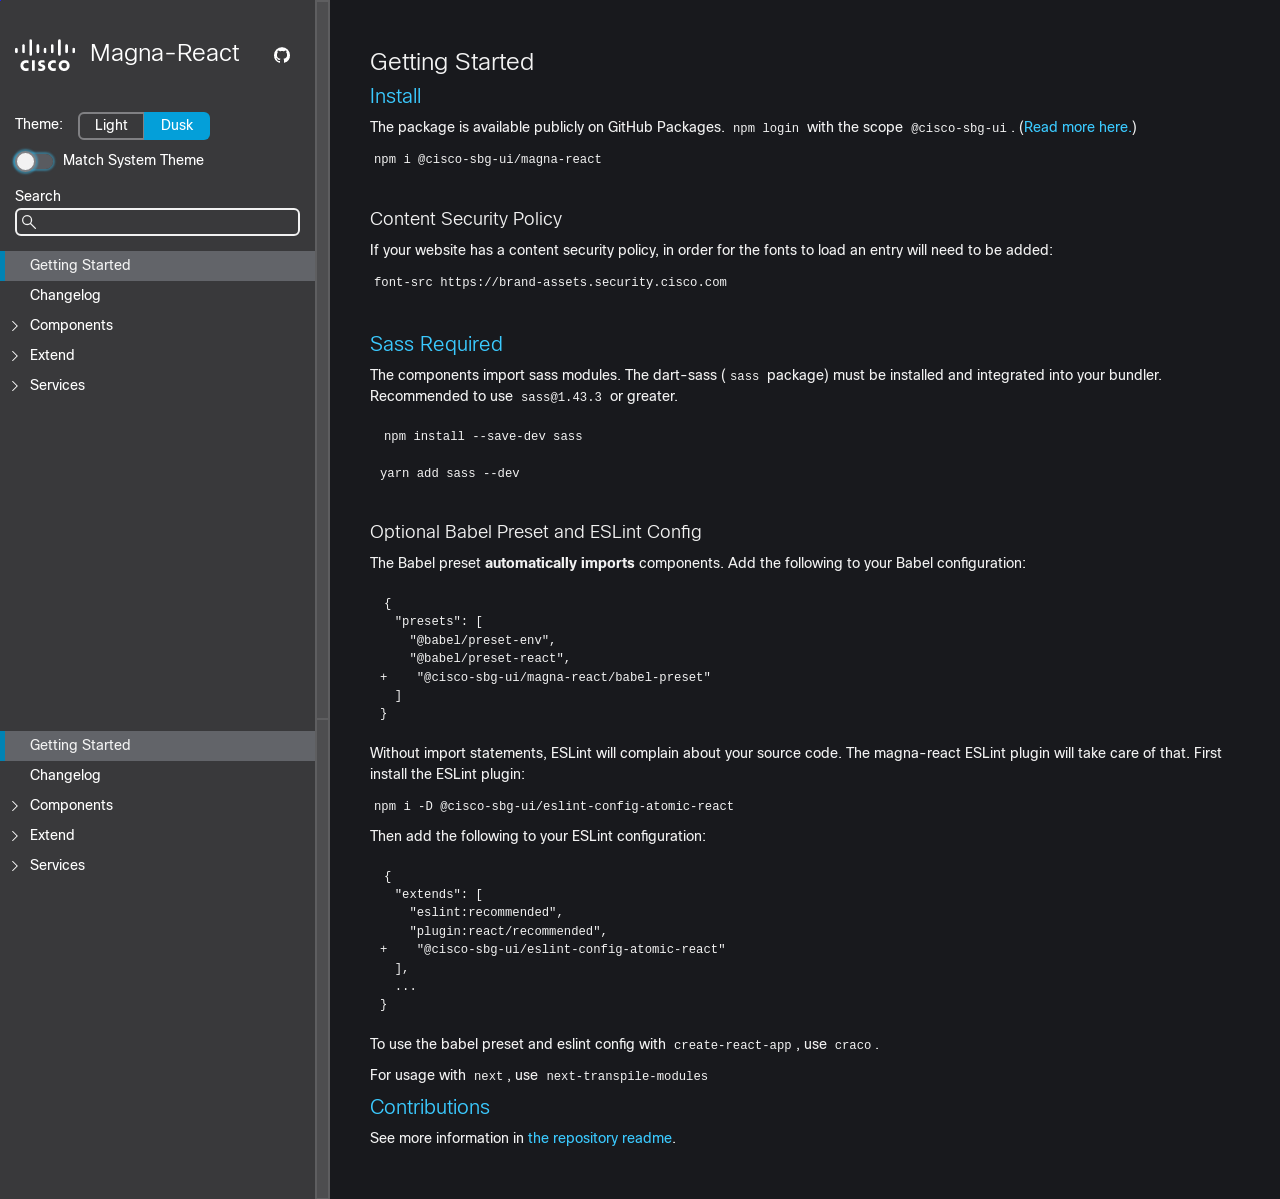 cisco
Magna-React
Theme:
Light
Dusk
Match System Theme
Search
Getting Started
Changelog
Components
Extend
Services
Getting Started
Changelog
Components
Extend
Services
Getting Started
Install
The package is available publicly on GitHub Packages. npm login with the scope @cisco-sbg-ui. (Read more here.)
npm i @cisco-sbg-ui/magna-react
Content Security Policy
If your website has a content security policy, in order for the fonts to load an entry will need to be added:
font-src https://brand-assets.security.cisco.com
Sass Required
The components import sass modules. The dart-sass ( sass package) must be installed and integrated into your bundler.
Recommended to use sass@1.43.3 or greater.
npm install --save-dev sass
yarn add sass --dev
Optional Babel Preset and ESLint Config
The Babel preset automatically imports components. Add the following to your Babel configuration:
{
"presets": [
"@babel/preset-env",
"@babel/preset-react",
+    "@cisco-sbg-ui/magna-react/babel-preset"
]
}
Without import statements, ESLint will complain about your source code. The magna-react ESLint plugin will take care of that. First
install the ESLint plugin:
npm i -D @cisco-sbg-ui/eslint-config-atomic-react
Then add the following to your ESLint configuration:
{
"extends": [
"eslint:recommended",
"plugin:react/recommended",
+    "@cisco-sbg-ui/eslint-config-atomic-react"
],
...
}
To use the babel preset and eslint config with create-react-app, use craco.
For usage with next, use next-transpile-modules
Contributions
See more information in the repository readme.